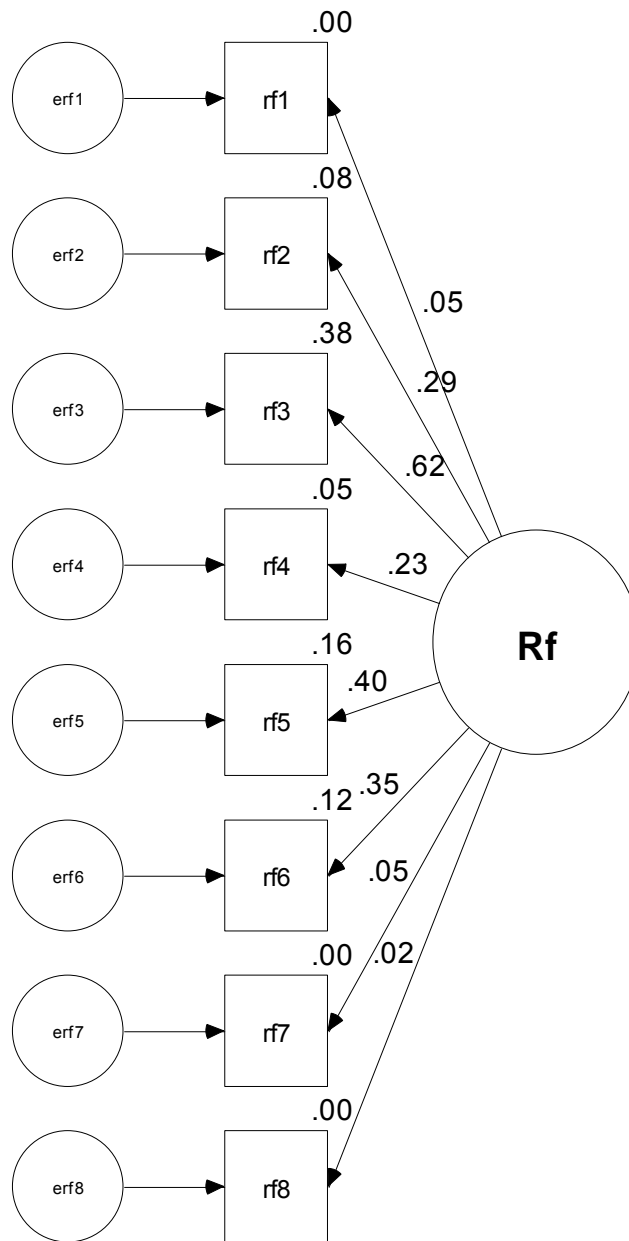 .00
erf1
rf1
.08
erf2
rf2
.05
.38
.29
erf3
rf3
.62
.05
erf4
rf4
.23
Rf
.16
.40
erf5
rf5
.12
.35
erf6
rf6
.05
.00
.02
erf7
rf7
.00
erf8
rf8